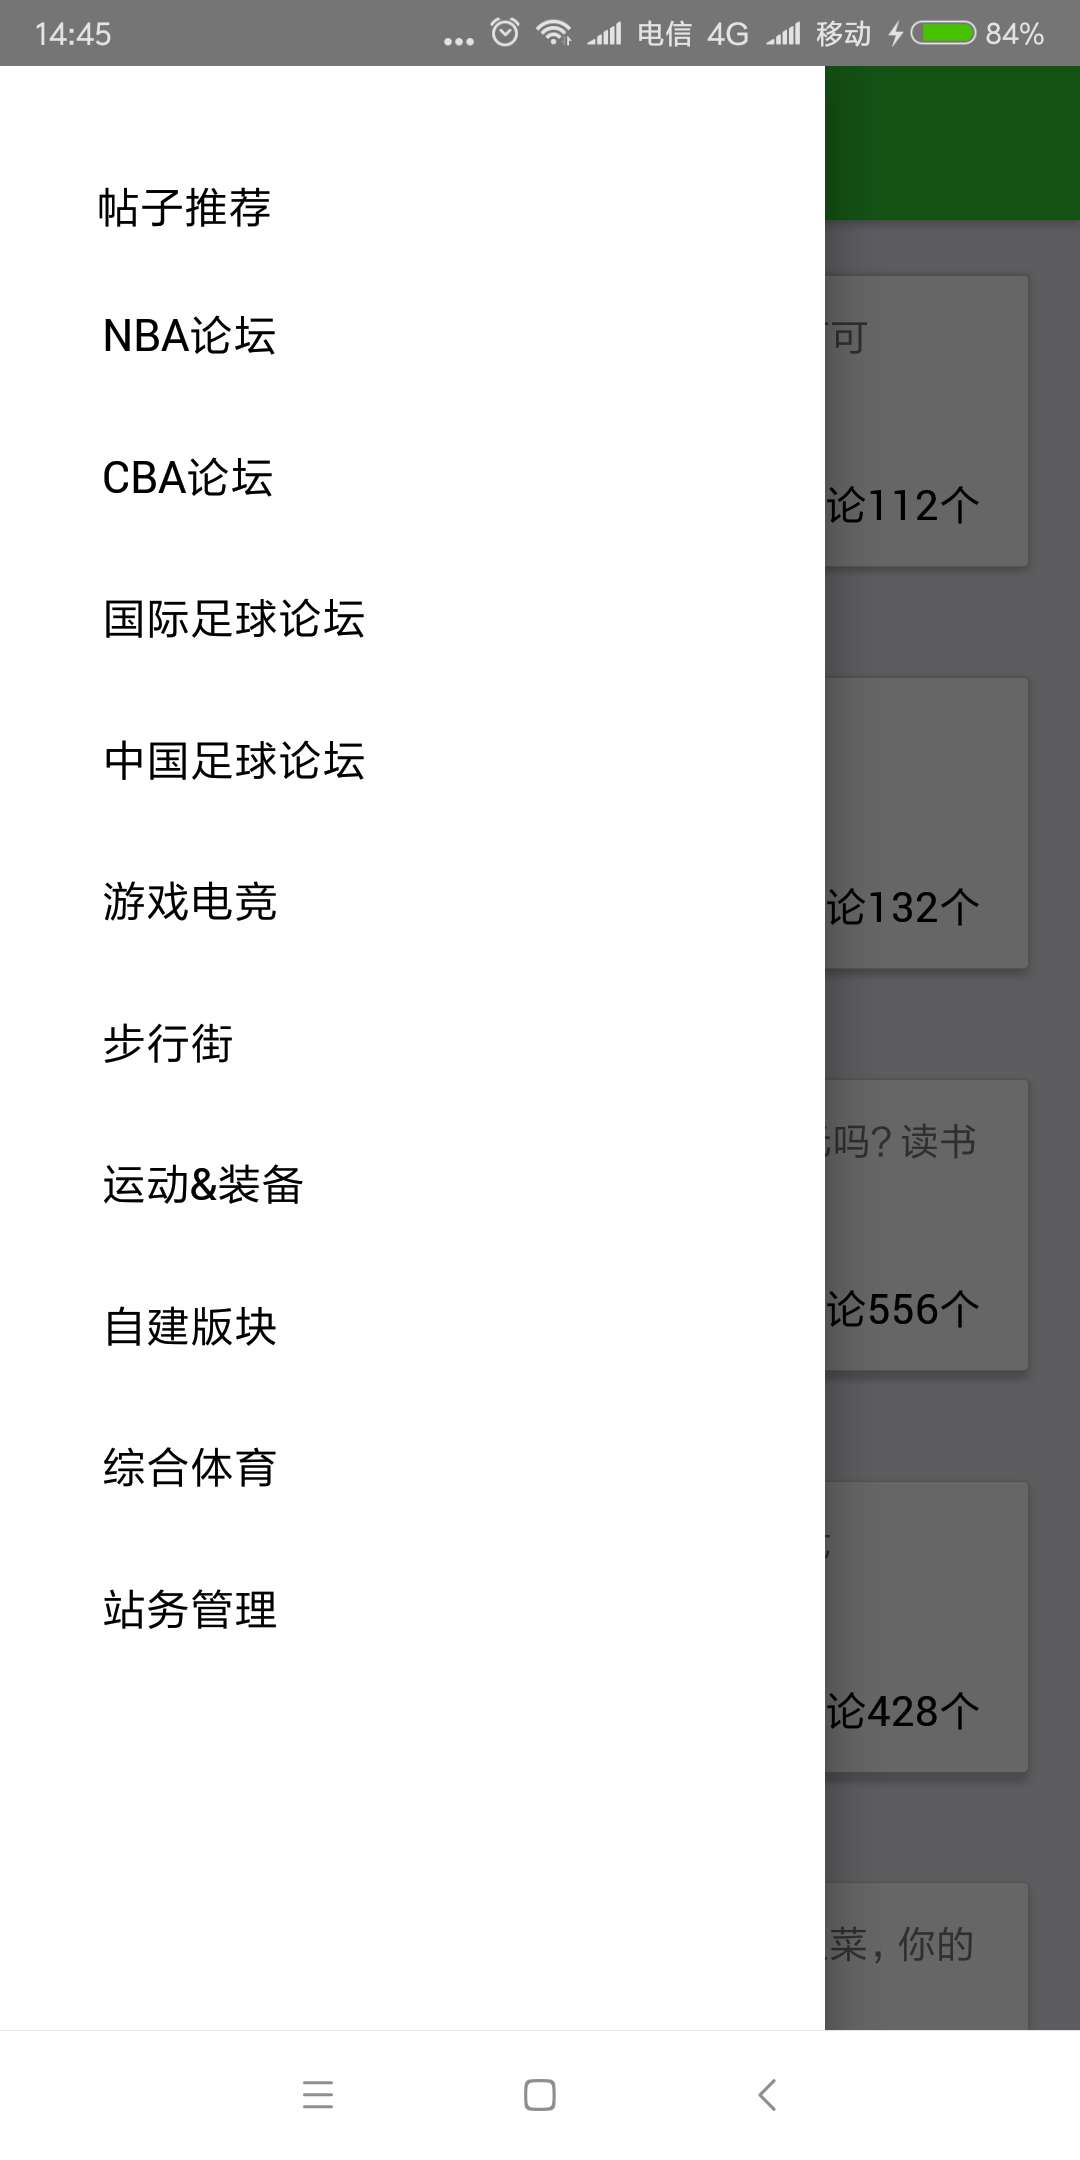 14:45 ... 电信 4G 移动 84%
帖子推荐
NBA论坛
可
CBA论坛
论112个
国际足球论坛
中国足球论坛
游戏电竞
论132个
步行街
吗？读书
运动&装备
自建版块
论556个
综合体育
站务管理
论428个
菜，你的